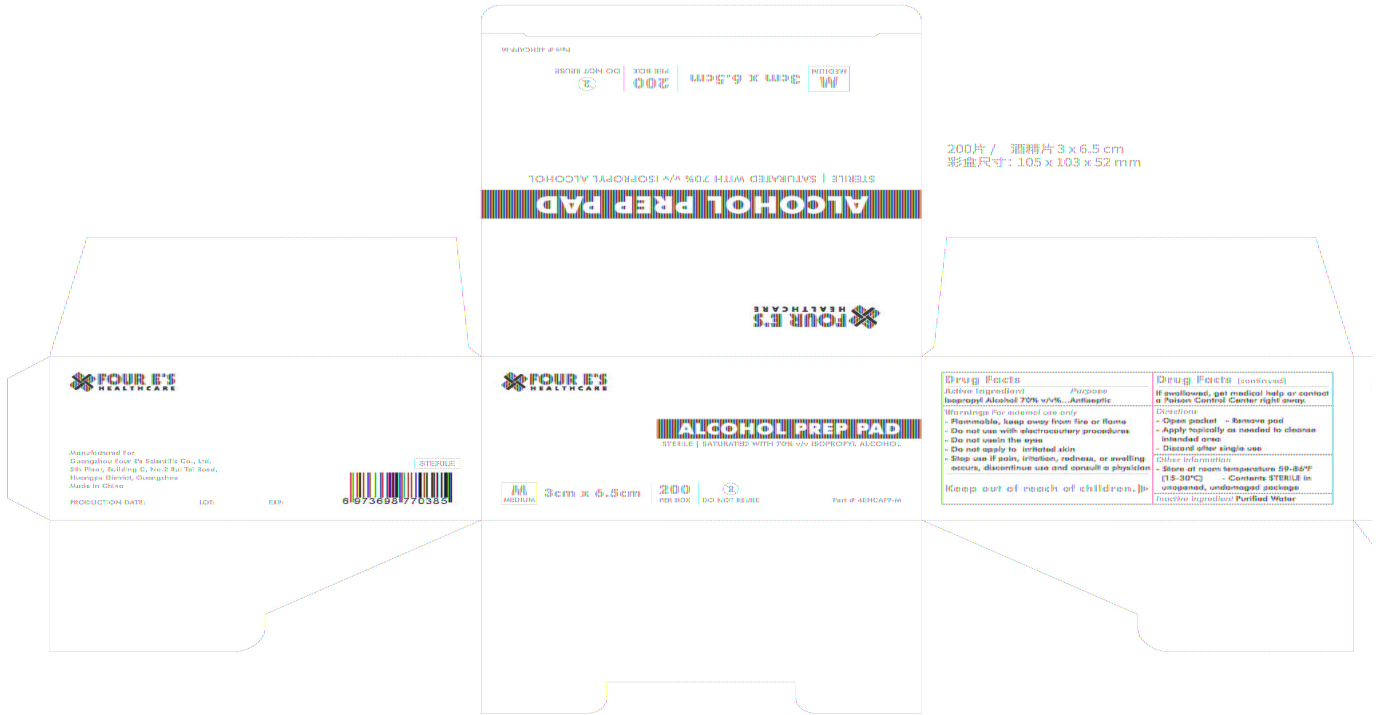 Part # 4EHCAPP-M
M
MEDIUM
3cm x 6.5cm
200
PER BOX
2
DO NOT REUSE
STERILE | SATURATED WITH 70% v/v ISOPROPYL ALCOHOL
ALCOHOL PREP PAD
FOUR E'S
HEALTHCARE
200片 / 酒精片 3 x 6.5 cm
彩盒尺寸: 105 x 103 x 52 mm
FOUR E'S
HEALTHCARE
Manufactured For
Guangzhou Four E's Scientific Co., Ltd.
5th Floor, Building C, No.2 Rui Tai Road,
Huangpu District, Guangzhou
Made in China
PRODUCTION DATE: LOT: EXP:
STERILE
6 973698 770385
FOUR E'S
HEALTHCARE
ALCOHOL PREP PAD
STERILE | SATURATED WITH 70% v/v ISOPROPYL ALCOHOL
M
MEDIUM
3cm x 6.5cm
200
PER BOX
2
DO NOT REUSE
Part # 4EHCAPP-M
Drug Facts
Active Ingredient Purpose
Isopropyl Alcohol 70% v/v%...Antiseptic
Warnings For external use only
- Flammable, keep away from fire or flame
- Do not use with electrocautery procedures
- Do not usein the eyes
- Do not apply to irritated skin
- Stop use if pain, irritation, redness, or swelling
occurs, discontinue use and consult a physician
Keep out of reach of children.
Drug Facts (continued)
If swallowed, get medical help or contact
a Poison Control Center right away.
Directions
- Open packet - Remove pad
- Apply topically as needed to cleanse
intended area
- Discard after single use
Other information
- Store at room temperature 59-86°F
(15-30°C) - Contents STERILE in
unopened, undamaged package
Inactive ingredient Purified Water